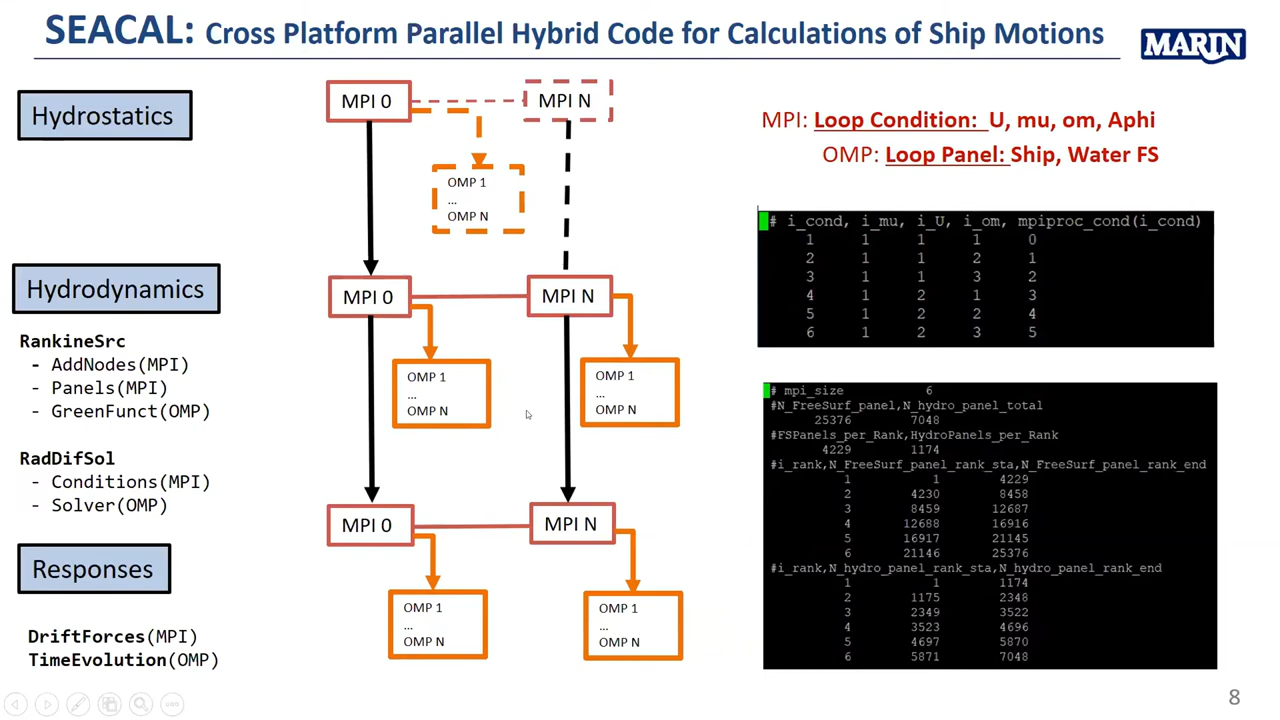 SEACAL: Cross Platform Parallel Hybrid Code for Calculations of Ship Motions
MARIN
Hydrostatics
MPI 0
MPI N
OMP 1
...
OMP N
MPI: Loop Condition: U, mu, om, Aphi
OMP: Loop Panel: Ship, Water FS
# i_cond, i_mu, i_U, i_om, mpiproc_cond(i_cond)
1 1 1 1 0
2 1 1 2 1
3 1 1 3 2
4 1 2 1 3
5 1 2 2 4
6 1 2 3 5
Hydrodynamics
MPI 0
MPI N
RankineSrc
- AddNodes(MPI)
- Panels(MPI)
- GreenFunct(OMP)
OMP 1
...
OMP N
OMP 1
...
OMP N
# mpi_size 6
#N_FreeSurf_panel,N_hydro_panel_total
25376 7048
#FSPanels_per_Rank,HydroPanels_per_Rank
4229 1174
#i_rank,N_FreeSurf_panel_rank_sta,N_FreeSurf_panel_rank_end
1 1 4229
2 4230 8458
3 8459 12687
4 12688 16916
5 16917 21145
6 21146 25376
#i_rank,N_hydro_panel_rank_sta,N_hydro_panel_rank_end
1 1 1174
2 1175 2348
3 2349 3522
4 3523 4696
5 4697 5870
6 5871 7048
RadDifSol
- Conditions(MPI)
- Solver(OMP)
MPI 0
MPI N
Responses
OMP 1
...
OMP N
OMP 1
...
OMP N
DriftForces(MPI)
TimeEvolution(OMP)
8